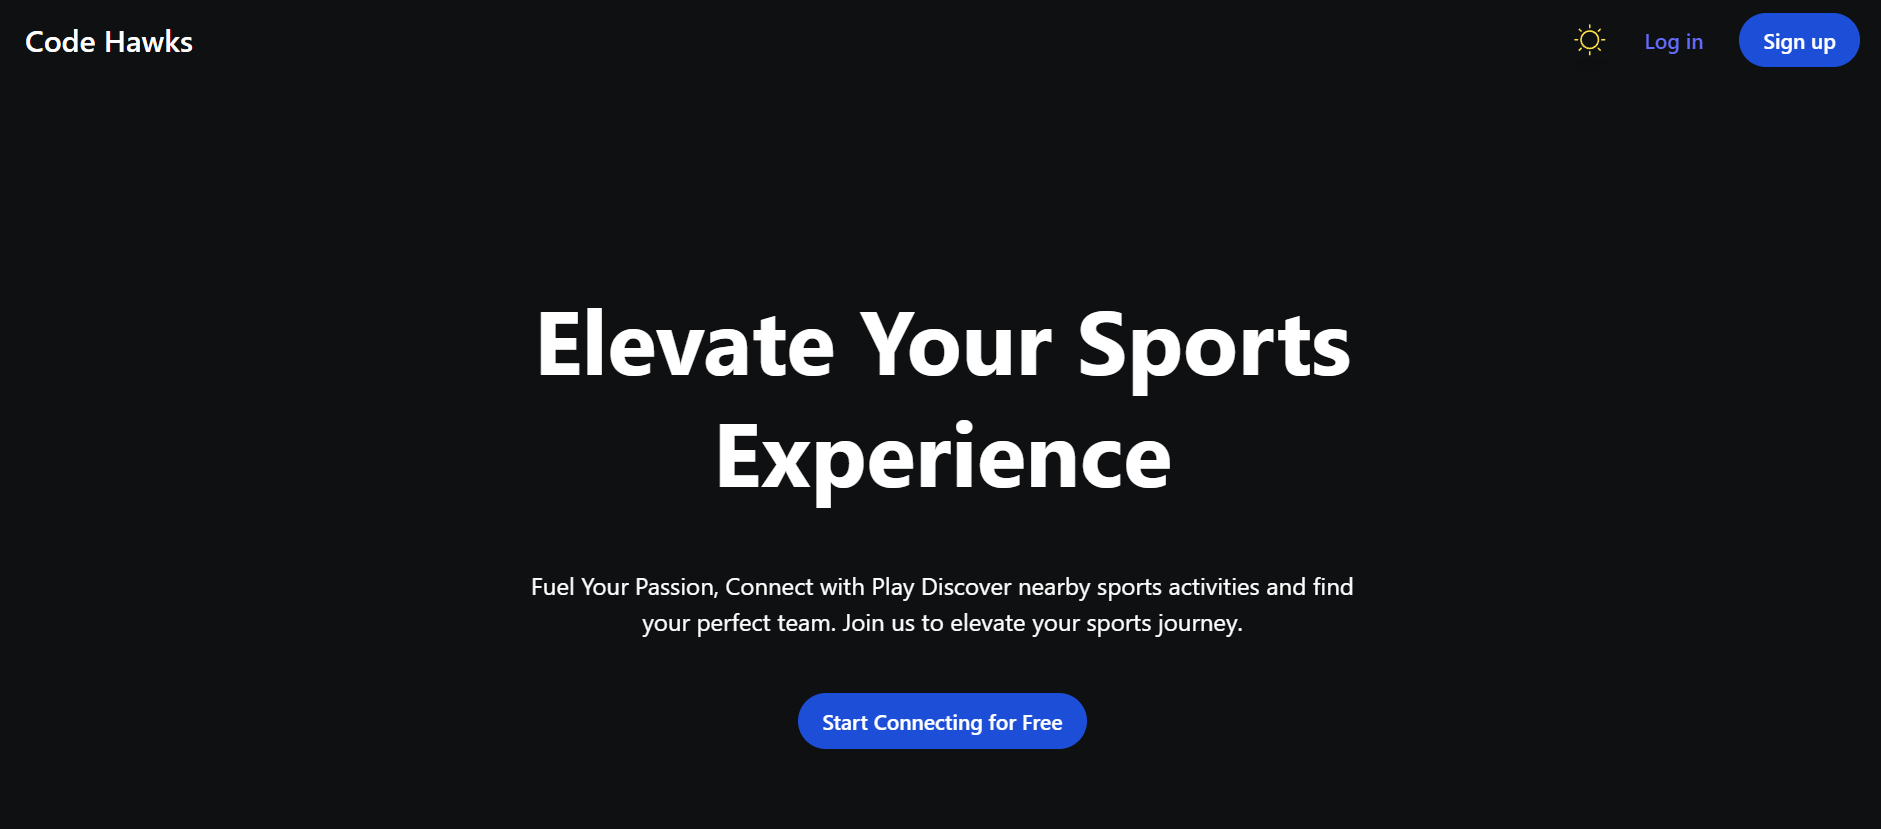 Code Hawks
Log in
Sign up
Elevate Your Sports
Experience
Fuel Your Passion, Connect with Play Discover nearby sports activities and find
your perfect team. Join us to elevate your sports journey.
Start Connecting for Free